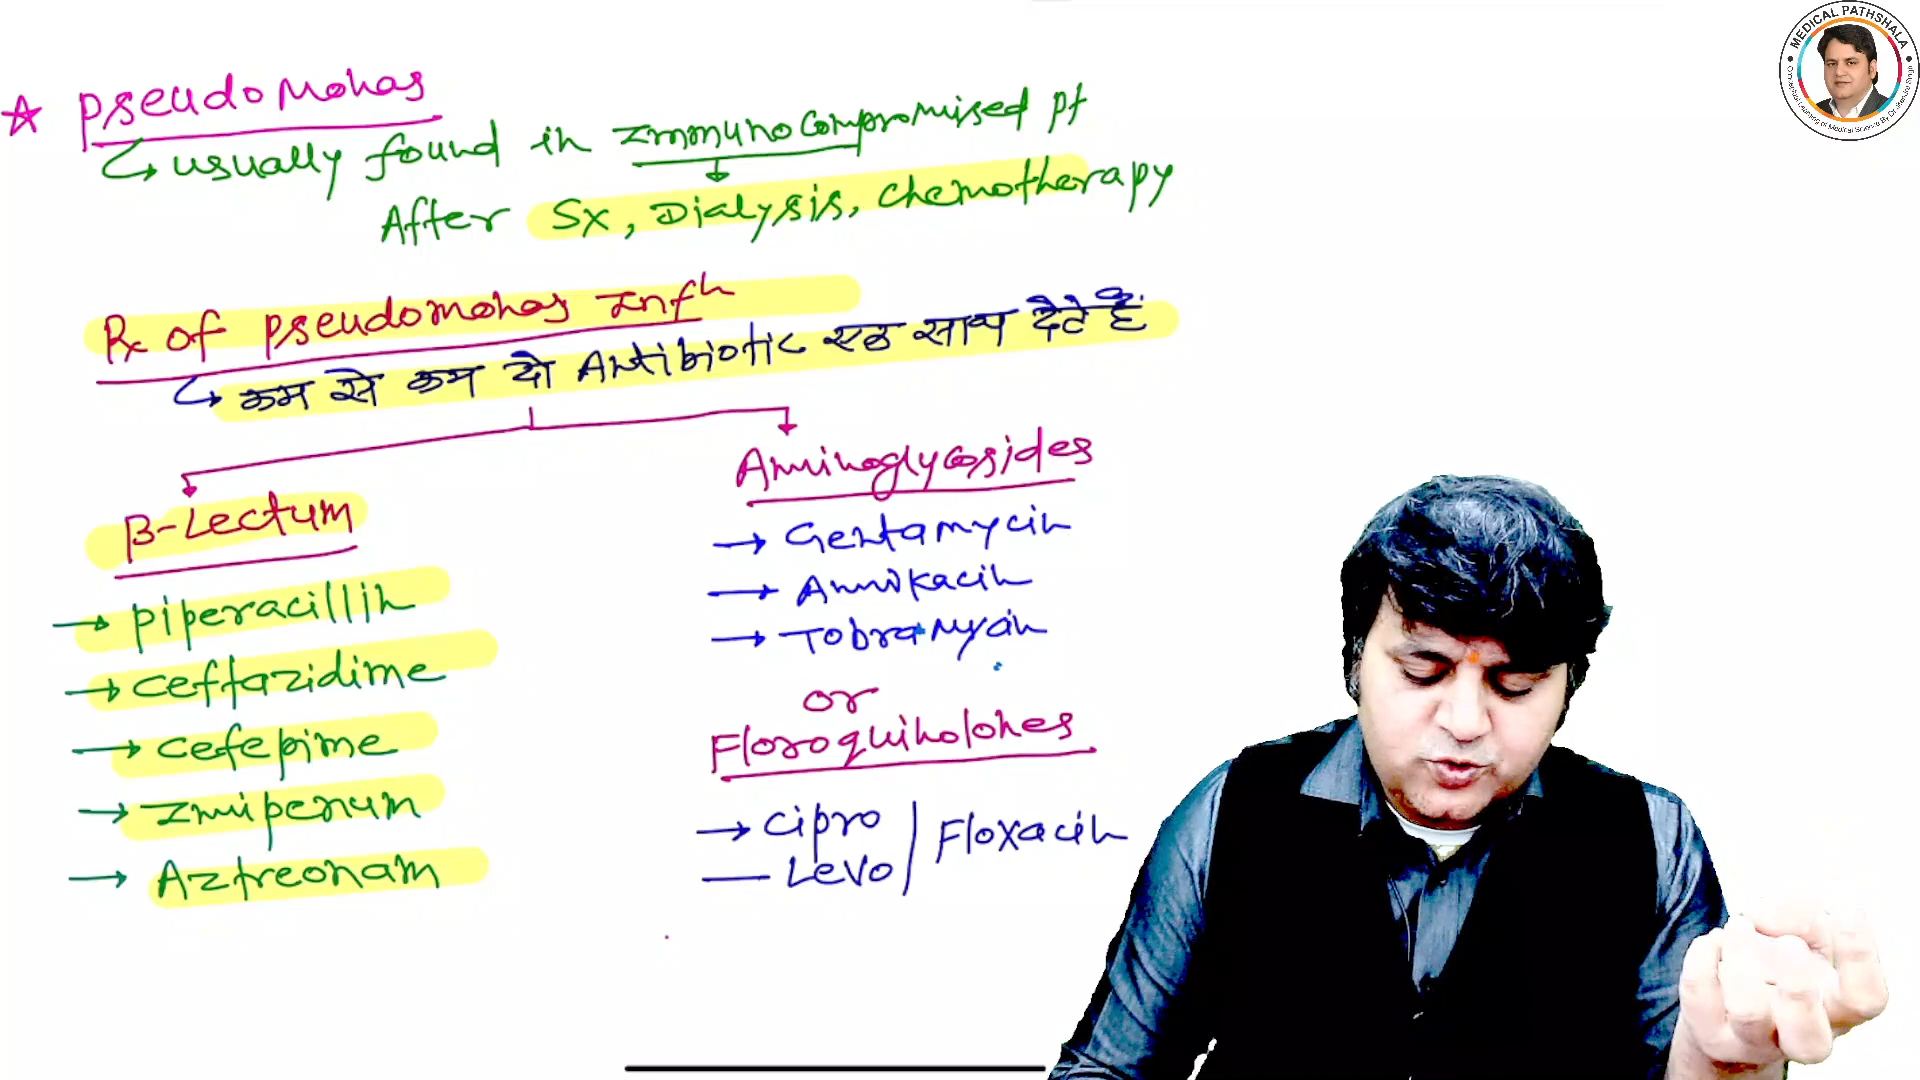 ☆ Pseudomonas
↳ usually found in Immunocompromised pt
After Sx, Dialysis, Chemotherapy
Rx of Pseudomonas Infn
↳ कम से कम दो Antibiotic एक साथ देते है.
β-Lectum
→ Piperacillin
→ Ceftazidime
→ Cefepime
→ Imipenum
→ Aztreonam
Aminoglycosides
→ Gentamycin
→ Amikacin
→ Tobramycin
or
Floroquinolones
→ Cipro / Floxacin
— Levo
MEDICAL PATHSHALA